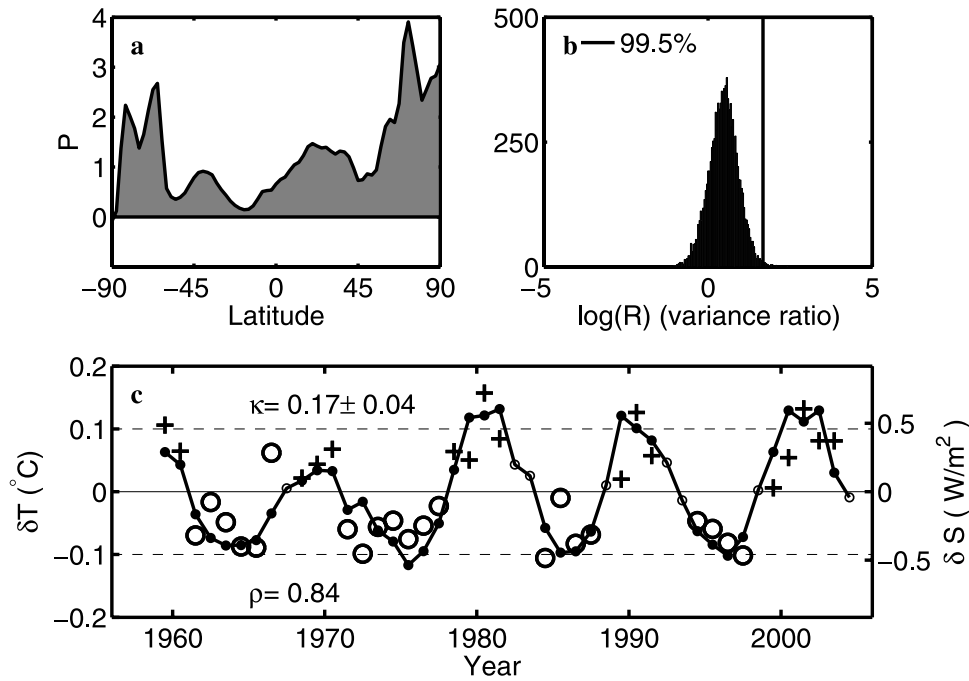 a
4
3
2
1
0
P
−90 −45 0 45 90
Latitude
b
99.5%
500
250
0
−5 0 5
log(R) (variance ratio)
c
κ= 0.17± 0.04
ρ= 0.84
0.2
0.1
0
−0.1
−0.2
δT (°C)
0.5
0
−0.5
δ S (W/m²)
1960 1970 1980 1990 2000
Year